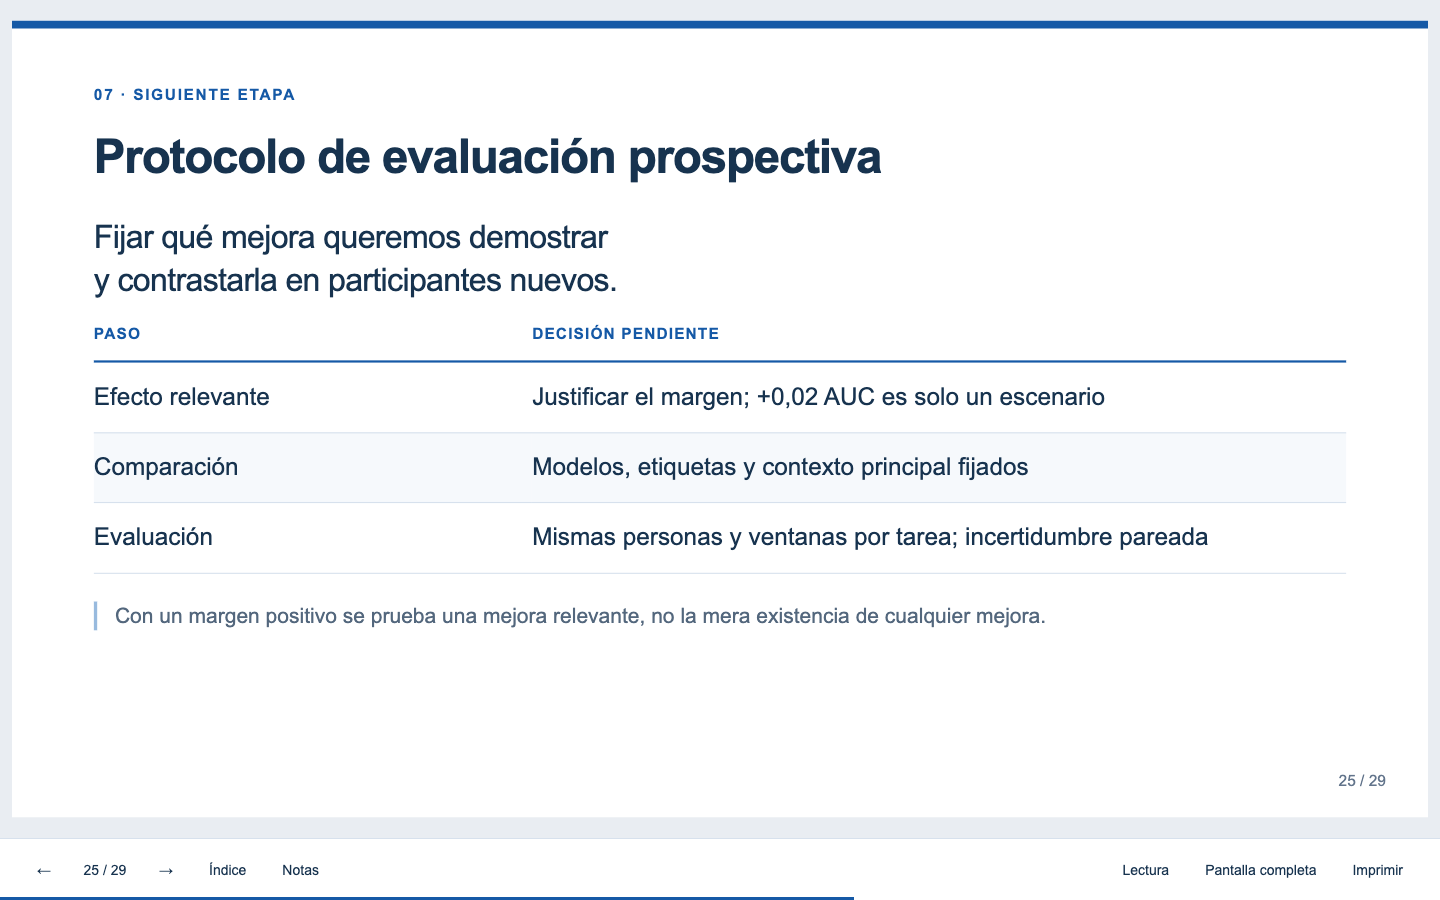 07 · SIGUIENTE ETAPA
Protocolo de evaluación prospectiva
Fijar qué mejora queremos demostrar
y contrastarla en participantes nuevos.
PASO DECISIÓN PENDIENTE
Efecto relevante Justificar el margen; +0,02 AUC es solo un escenario
Comparación Modelos, etiquetas y contexto principal fijados
Evaluación Mismas personas y ventanas por tarea; incertidumbre pareada
Con un margen positivo se prueba una mejora relevante, no la mera existencia de cualquier mejora.
25 / 29
← 25 / 29 → Índice Notas Lectura Pantalla completa Imprimir